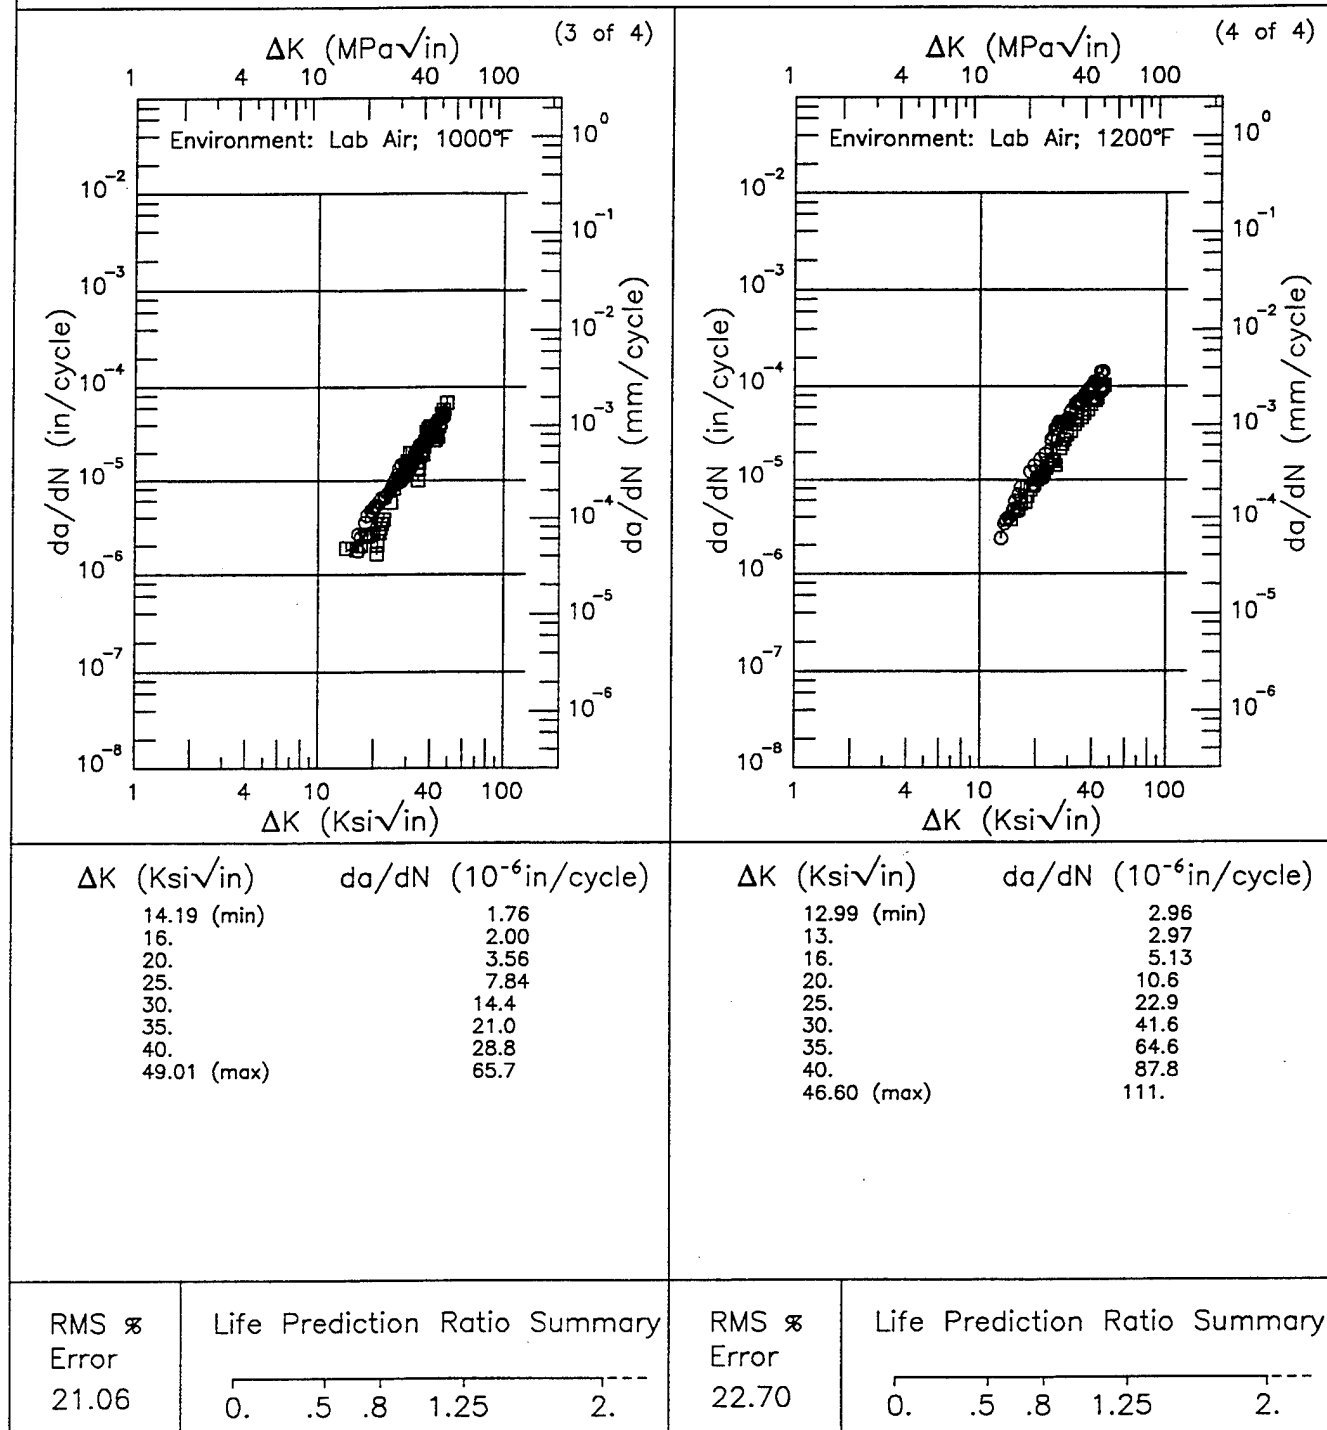 (3 of 4)
ΔK (MPa√in)
1 4 10 40 100
Environment: Lab Air; 1000°F
da/dN (in/cycle)
10⁻²
10⁻³
10⁻⁴
10⁻⁵
10⁻⁶
10⁻⁷
10⁻⁸
10⁰
10⁻¹
10⁻²
10⁻³
10⁻⁴
10⁻⁵
10⁻⁶
da/dN (mm/cycle)
1 4 10 40 100
ΔK (Ksi√in)
(4 of 4)
ΔK (MPa√in)
1 4 10 40 100
Environment: Lab Air; 1200°F
da/dN (in/cycle)
10⁻²
10⁻³
10⁻⁴
10⁻⁵
10⁻⁶
10⁻⁷
10⁻⁸
10⁰
10⁻¹
10⁻²
10⁻³
10⁻⁴
10⁻⁵
10⁻⁶
da/dN (mm/cycle)
1 4 10 40 100
ΔK (Ksi√in)
ΔK (Ksi√in) da/dN (10⁻⁶in/cycle)
14.19 (min) 1.76
16. 2.00
20. 3.56
25. 7.84
30. 14.4
35. 21.0
40. 28.8
49.01 (max) 65.7
ΔK (Ksi√in) da/dN (10⁻⁶in/cycle)
12.99 (min) 2.96
13. 2.97
16. 5.13
20. 10.6
25. 22.9
30. 41.6
35. 64.6
40. 87.8
46.60 (max) 111.
RMS %
Error
21.06
Life Prediction Ratio Summary
0. .5 .8 1.25 2.
RMS %
Error
22.70
Life Prediction Ratio Summary
0. .5 .8 1.25 2.